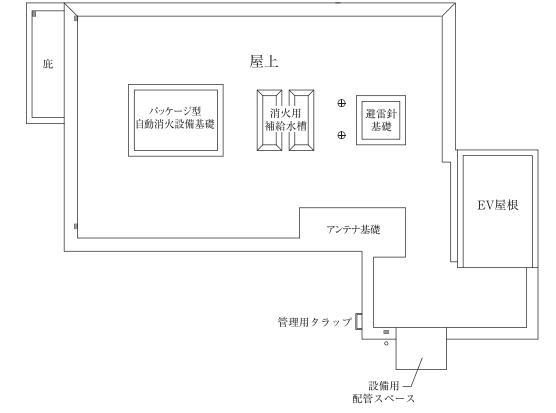 屋上
庇
パッケージ型
自動消火設備基礎
消火用
補給水槽
避雷針
基礎
EV屋根
アンテナ基礎
管理用タラップ
設備用
配管スペース